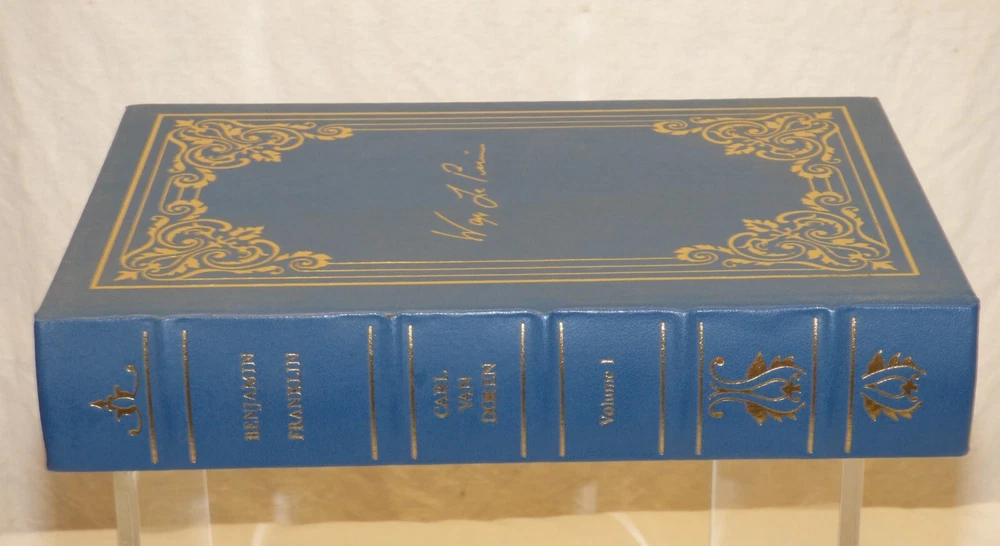 BENJAMIN
FRANKLIN
CARL
VAN
DOREN
Volume I